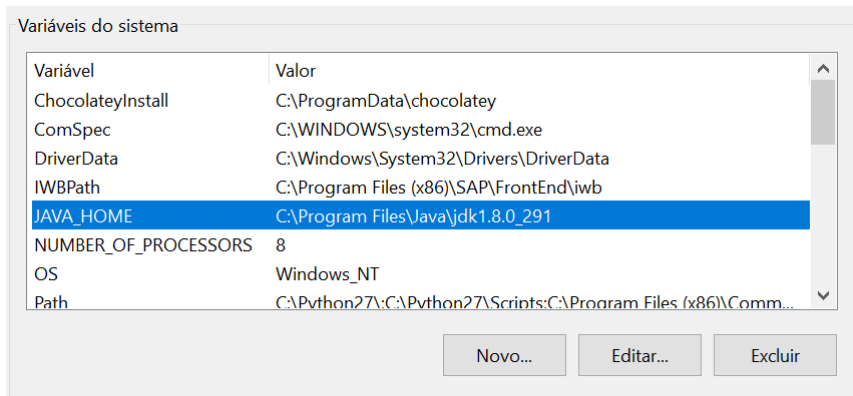 Variáveis do sistema
Variável Valor
ChocolateyInstall C:\ProgramData\chocolatey
ComSpec C:\WINDOWS\system32\cmd.exe
DriverData C:\Windows\System32\Drivers\DriverData
IWBPath C:\Program Files (x86)\SAP\FrontEnd\iwb
JAVA_HOME C:\Program Files\Java\jdk1.8.0_291
NUMBER_OF_PROCESSORS 8
OS Windows_NT
Path C:\Python27\;C:\Python27\Scripts;C:\Program Files (x86)\Comm...
Novo... Editar... Excluir